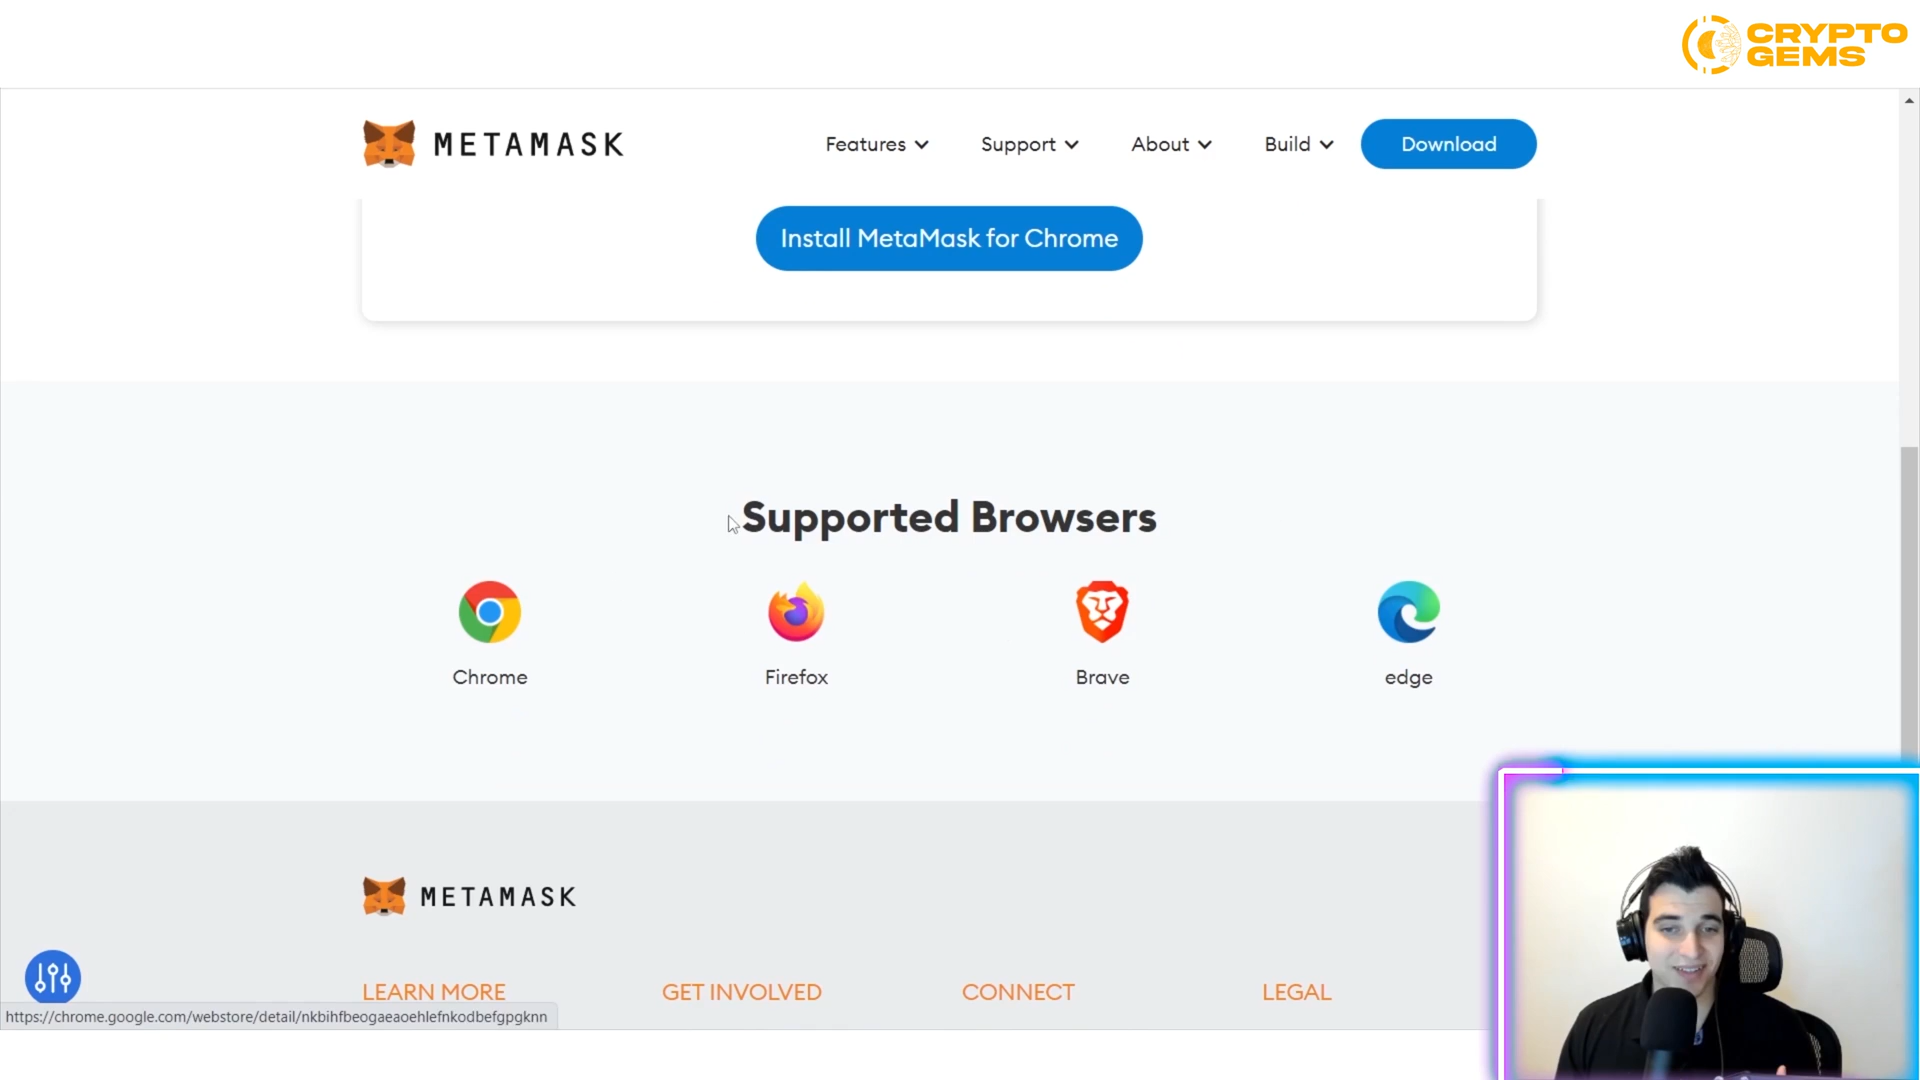 CRYPTO
GEMS
METAMASK
Features
Support
About
Build
Download
Install MetaMask for Chrome
Supported Browsers
Chrome
Firefox
Brave
edge
METAMASK
LEARN MORE
GET INVOLVED
CONNECT
LEGAL
https://chrome.google.com/webstore/detail/nkbihfbeogaeaoehlefnkodbefgpgknn